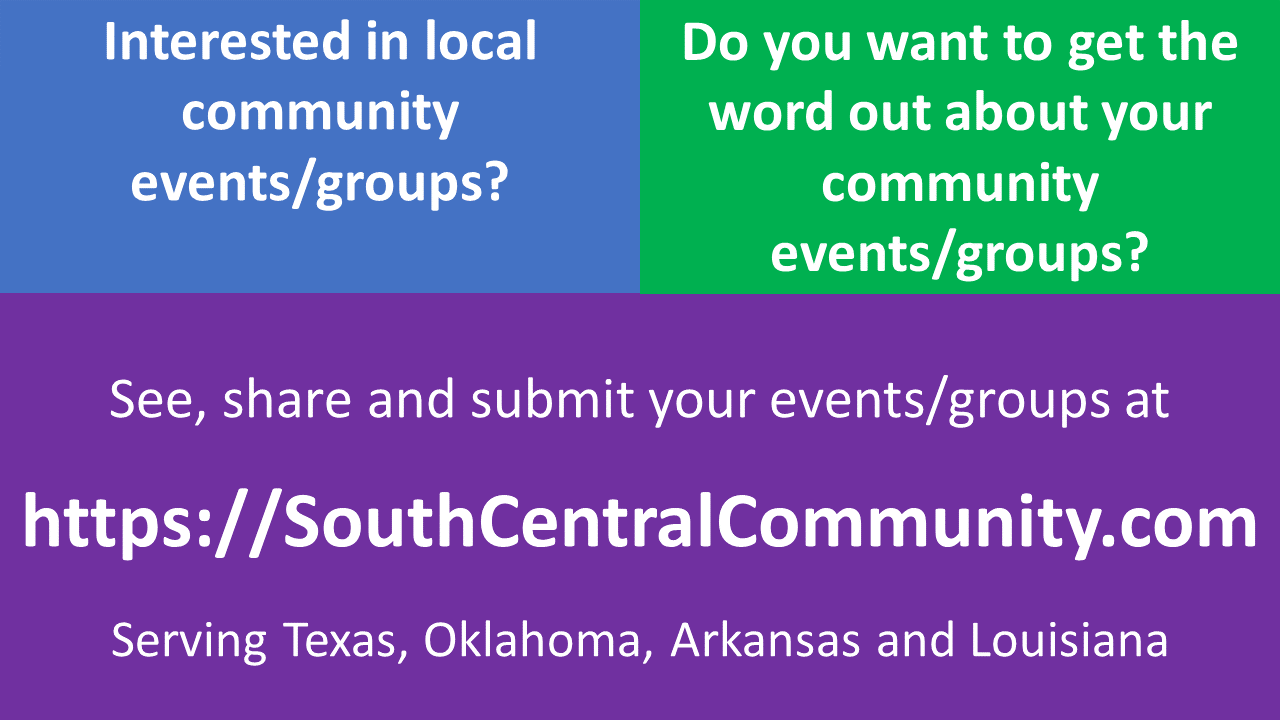 Interested in local
community
events/groups?
Do you want to get the
word out about your
community
events/groups?
See, share and submit your events/groups at
https://SouthCentralCommunity.com
Serving Texas, Oklahoma, Arkansas and Louisiana